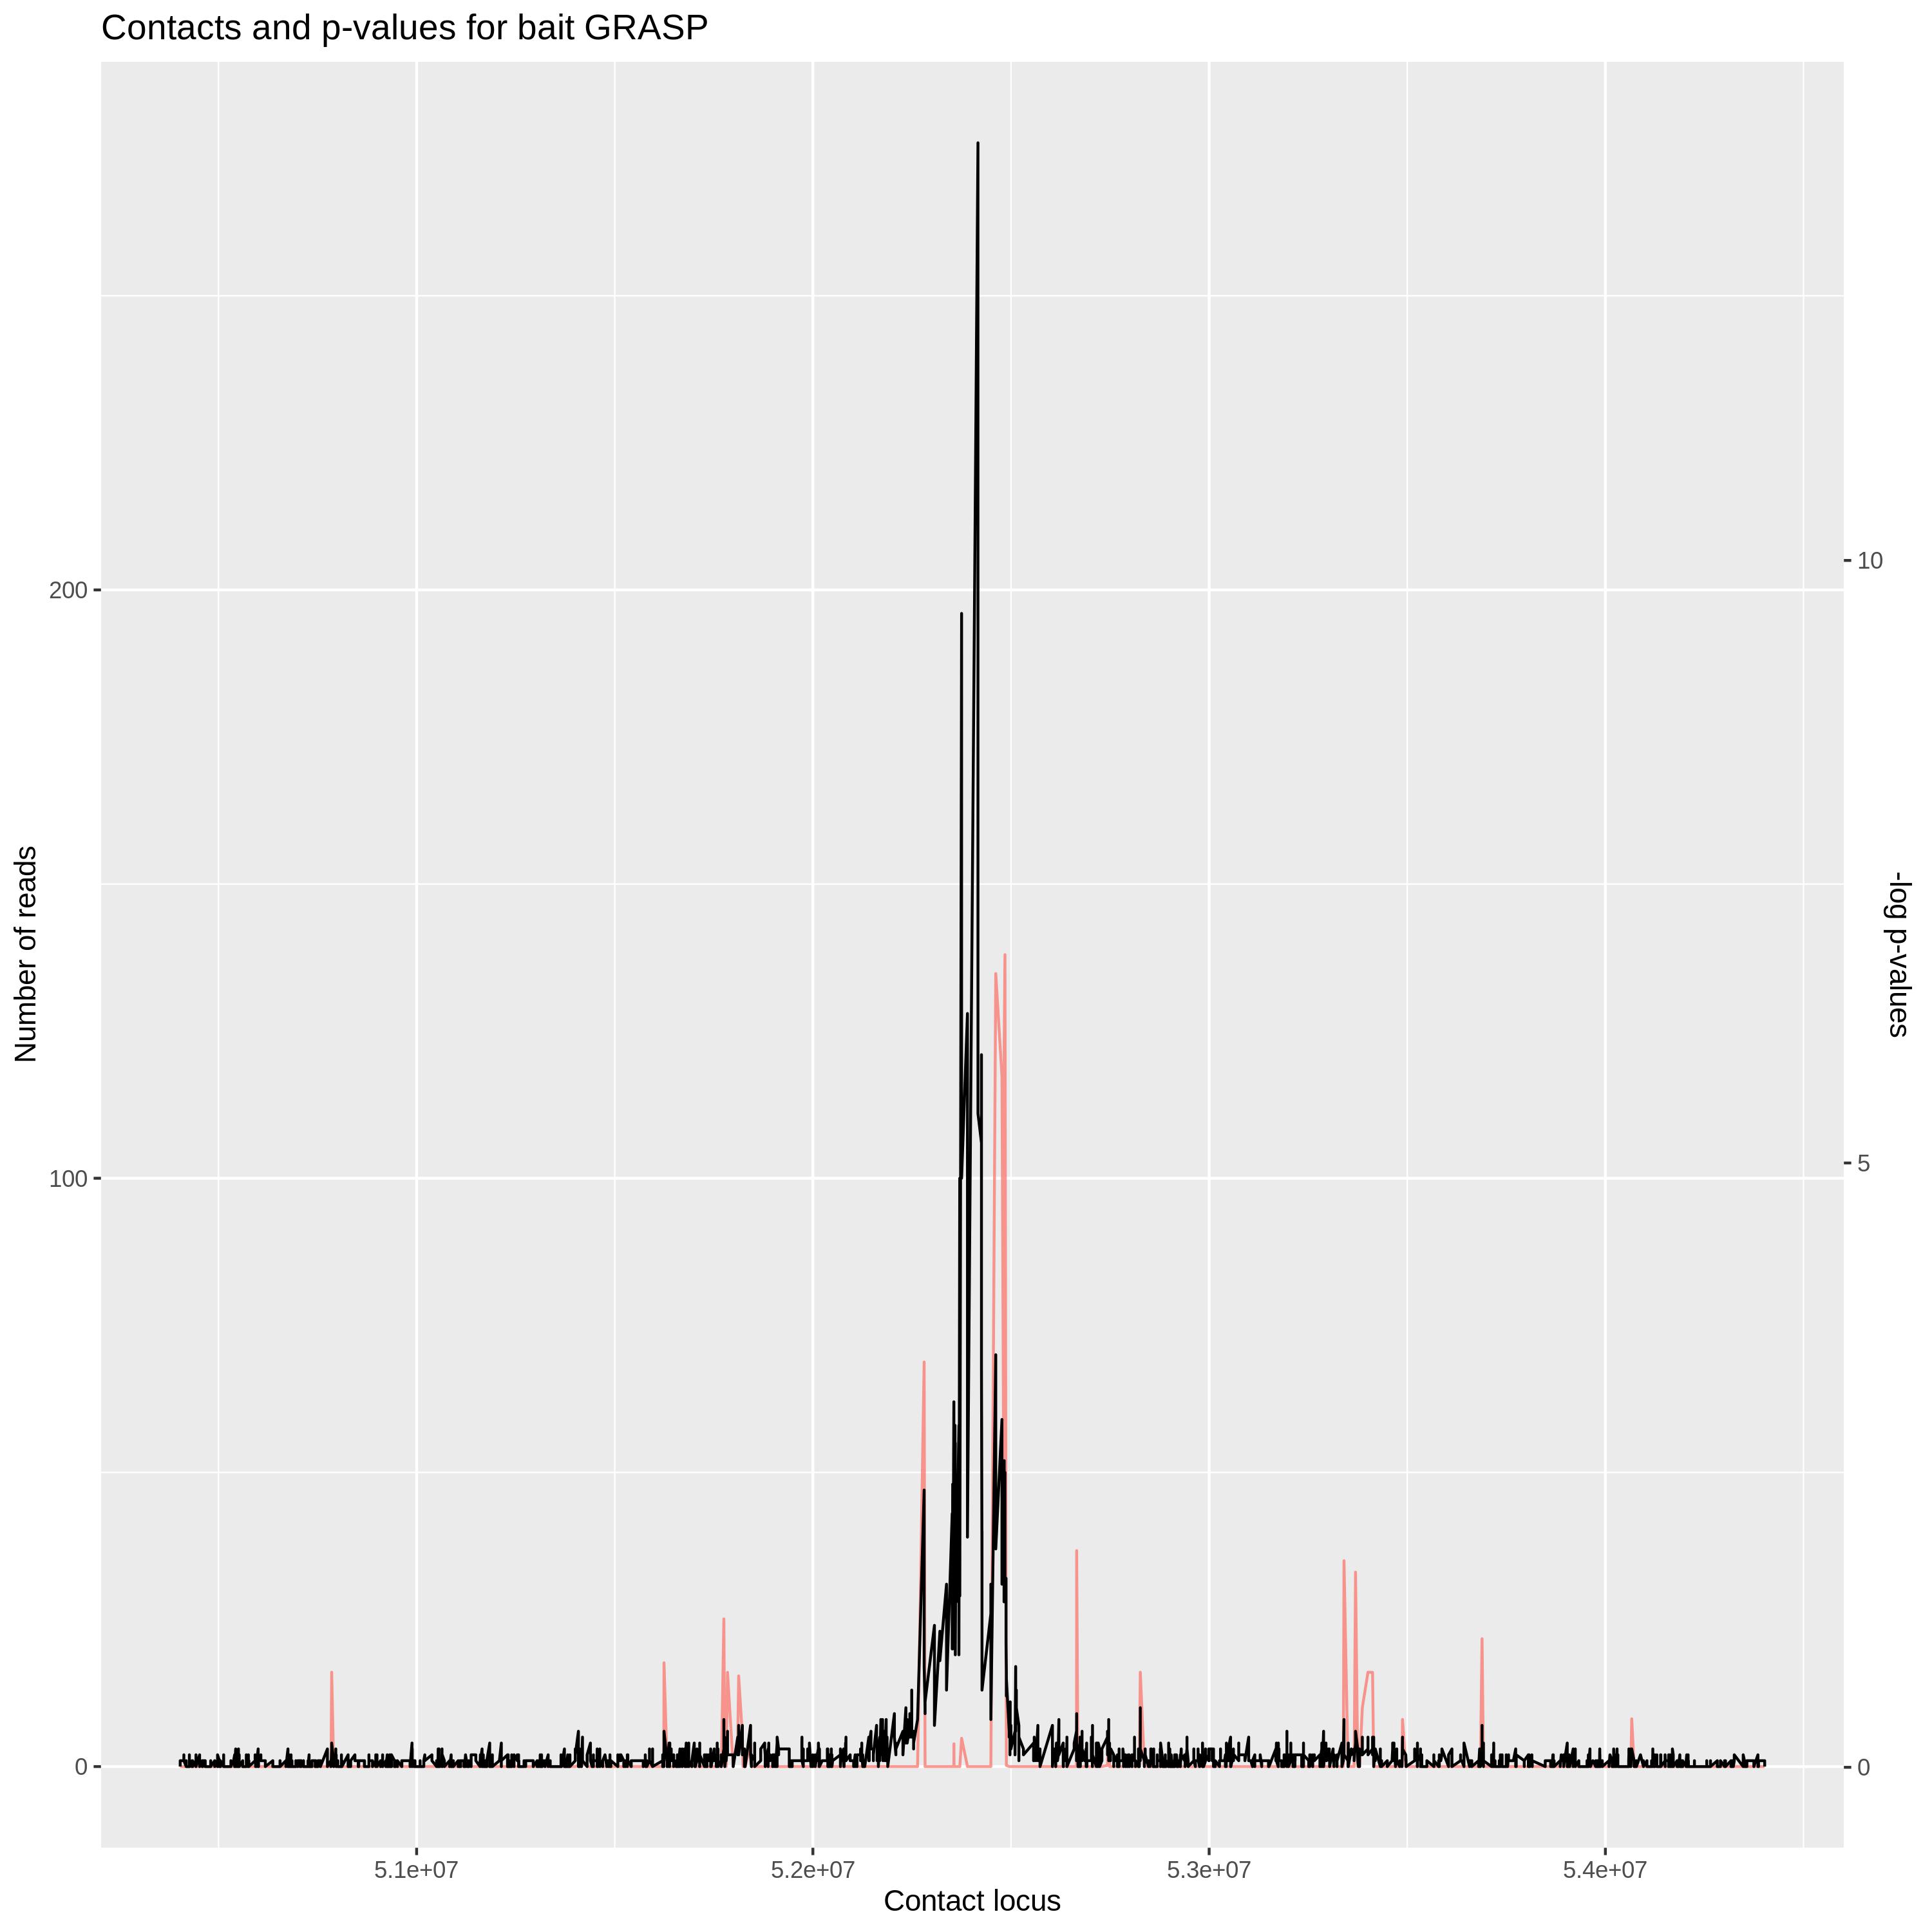 Contacts and p-values for bait GRASP
200
100
0
Number of reads
10
5
0
-log p-values
5.1e+07
5.2e+07
5.3e+07
5.4e+07
Contact locus